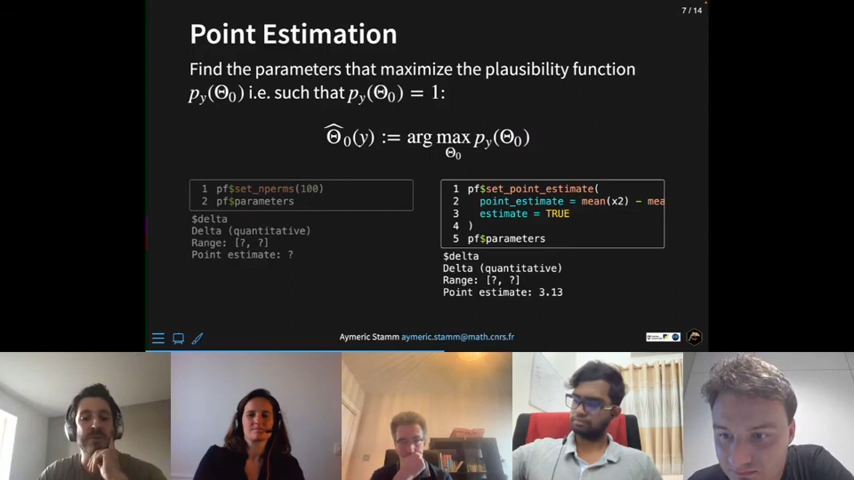 7 / 14
Point Estimation
Find the parameters that maximize the plausibility function
p_y(Θ_0) i.e. such that p_y(Θ_0) = 1:
Θ̂_0(y) := arg max p_y(Θ_0)
Θ_0
1 pf$set_nperms(100)
2 pf$parameters
$delta
Delta (quantitative)
Range: [?, ?]
Point estimate: ?
1 pf$set_point_estimate(
2 point_estimate = mean(x2) - mea
3 estimate = TRUE
4 )
5 pf$parameters
$delta
Delta (quantitative)
Range: [?, ?]
Point estimate: 3.13
Aymeric Stamm aymeric.stamm@math.cnrs.fr